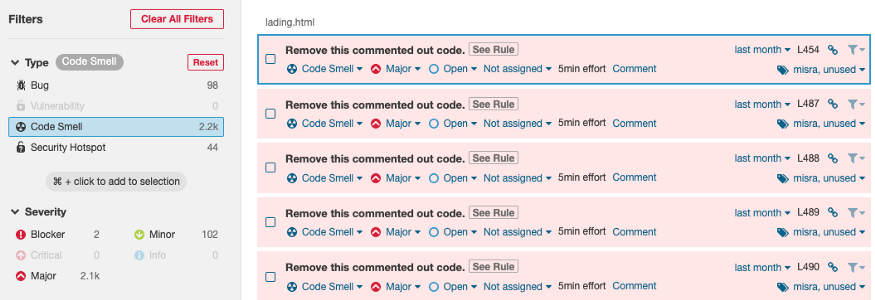 Filters
Clear All Filters
Type Code Smell Reset
Bug 98
Vulnerability 0
Code Smell 2.2k
Security Hotspot 44
⌘ + click to add to selection
Severity
Blocker 2 Minor 102
Critical 0 Info 0
Major 2.1k
lading.html
Remove this commented out code. See Rule last month L454
Code Smell Major Open Not assigned 5min effort Comment misra, unused
Remove this commented out code. See Rule last month L487
Code Smell Major Open Not assigned 5min effort Comment misra, unused
Remove this commented out code. See Rule last month L488
Code Smell Major Open Not assigned 5min effort Comment misra, unused
Remove this commented out code. See Rule last month L489
Code Smell Major Open Not assigned 5min effort Comment misra, unused
Remove this commented out code. See Rule last month L490
Code Smell Major Open Not assigned 5min effort Comment misra, unused